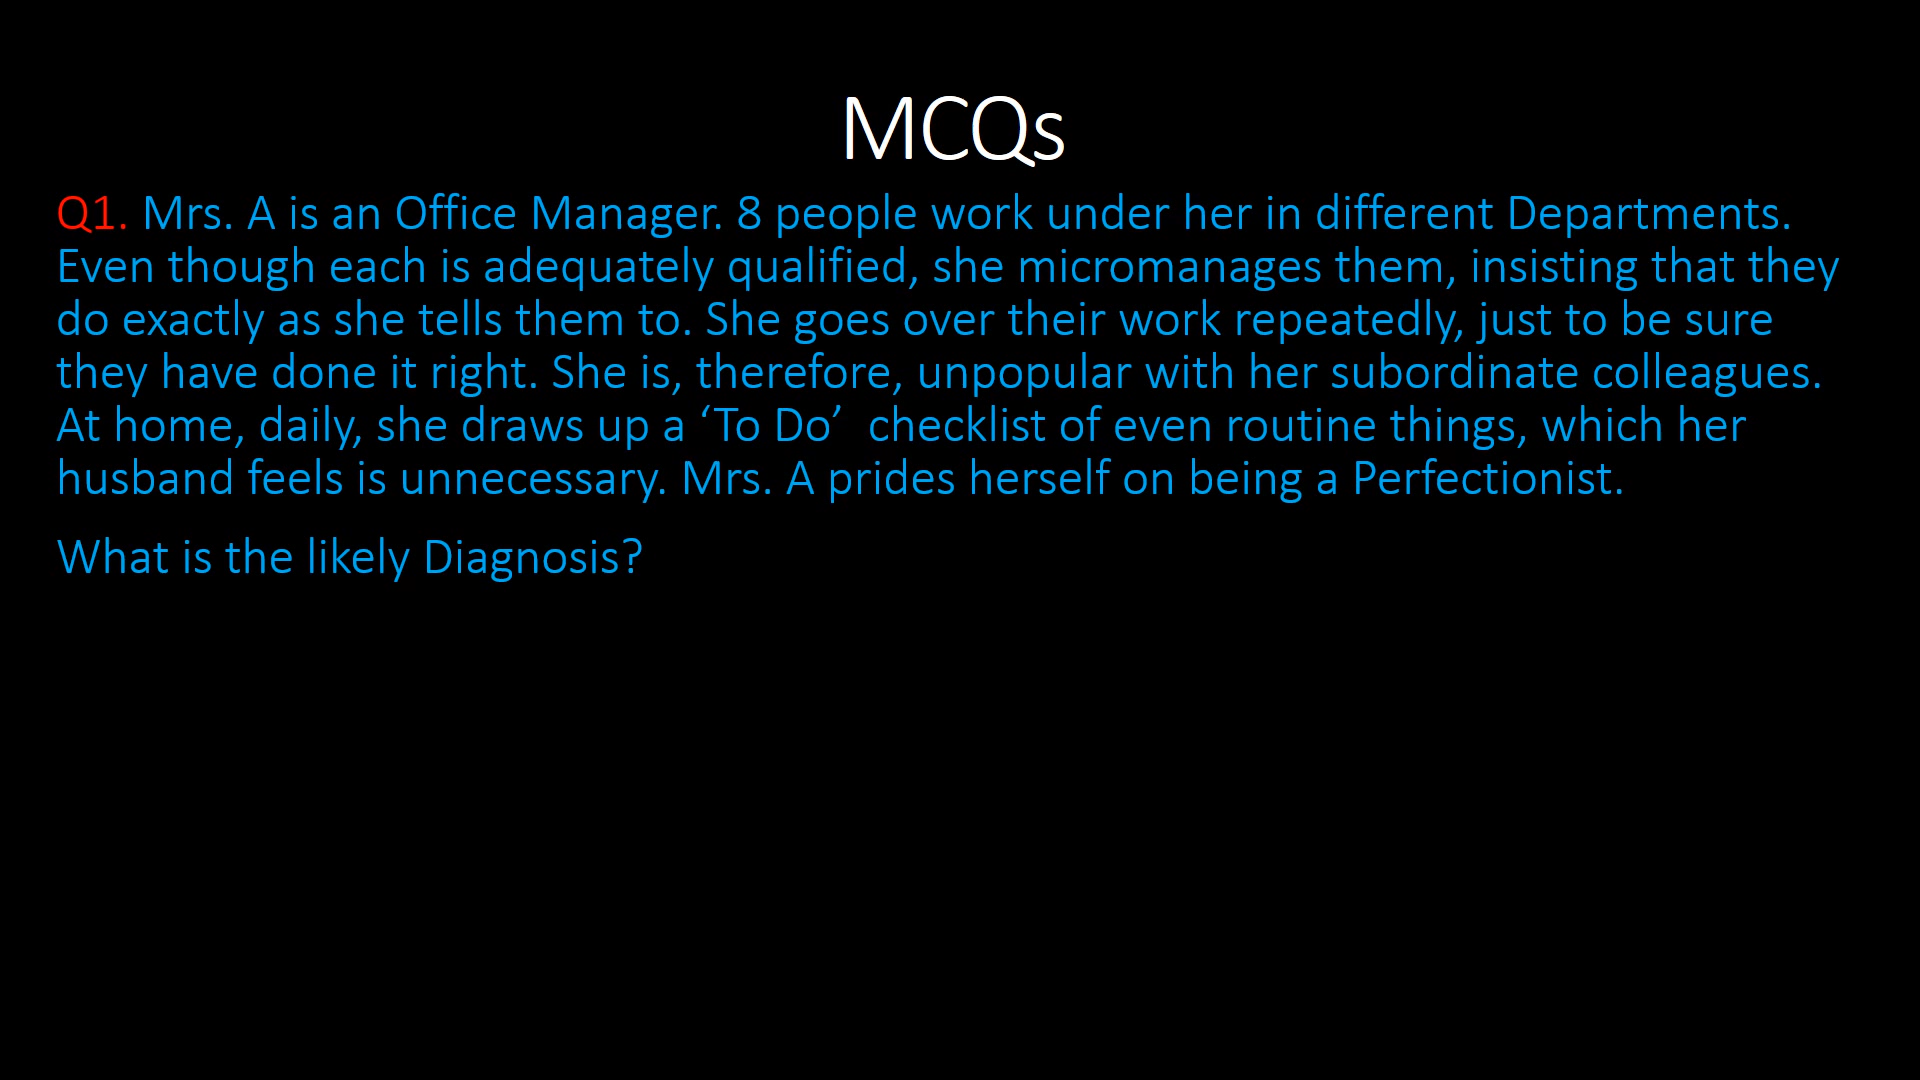 MCQs
Q1. Mrs. A is an Office Manager. 8 people work under her in different Departments.
Even though each is adequately qualified, she micromanages them, insisting that they
do exactly as she tells them to. She goes over their work repeatedly, just to be sure
they have done it right. She is, therefore, unpopular with her subordinate colleagues.
At home, daily, she draws up a ‘To Do’  checklist of even routine things, which her
husband feels is unnecessary. Mrs. A prides herself on being a Perfectionist.
What is the likely Diagnosis?